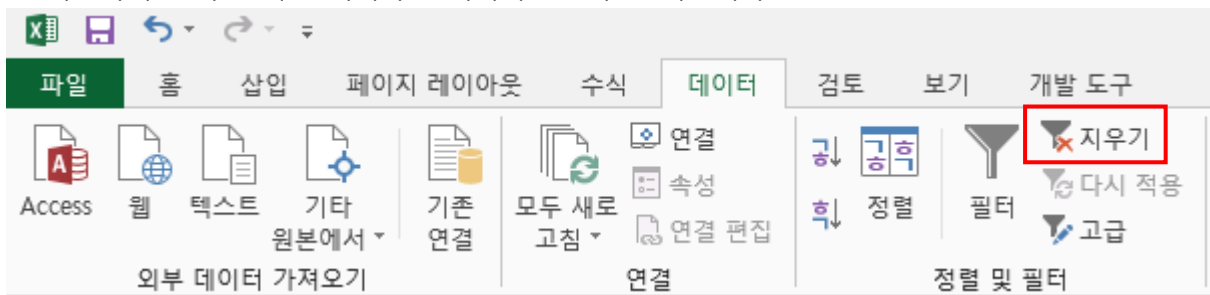 파일 홈 삽입 페이지 레이아웃 수식 데이터 검토 보기 개발 도구
Access 웹 텍스트 기타 원본에서 기존 연결 모두 새로 고침
연결
속성
연결 편집
정렬 필터
지우기
다시 적용
고급
외부 데이터 가져오기 연결 정렬 및 필터